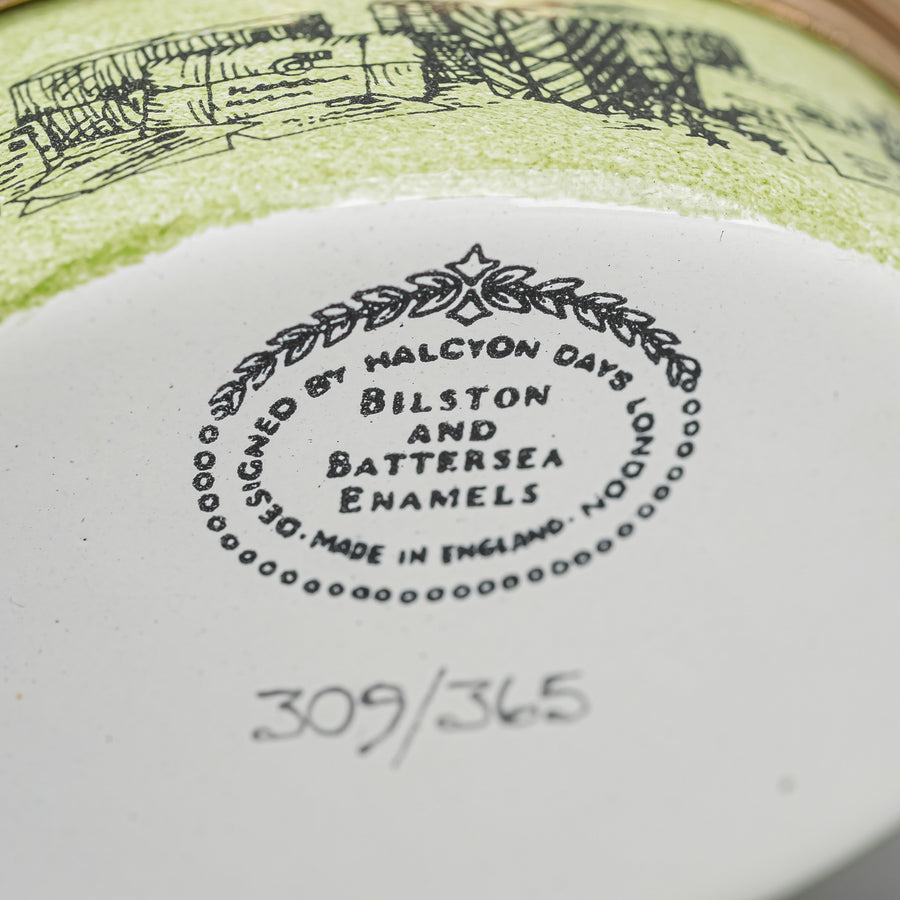 DESIGNED BY HALCYON DAYS LONDON · MADE IN ENGLAND ·
BILSTON
AND
BATTERSEA
ENAMELS
309/365